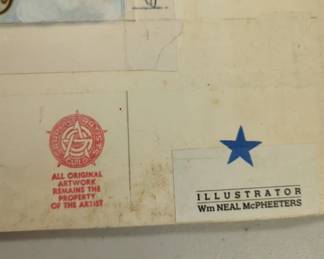 ALL ORIGINAL
ARTWORK
REMAINS THE
PROPERTY
OF THE ARTIST
ILLUSTRATOR
Wm NEAL McPHEETERS